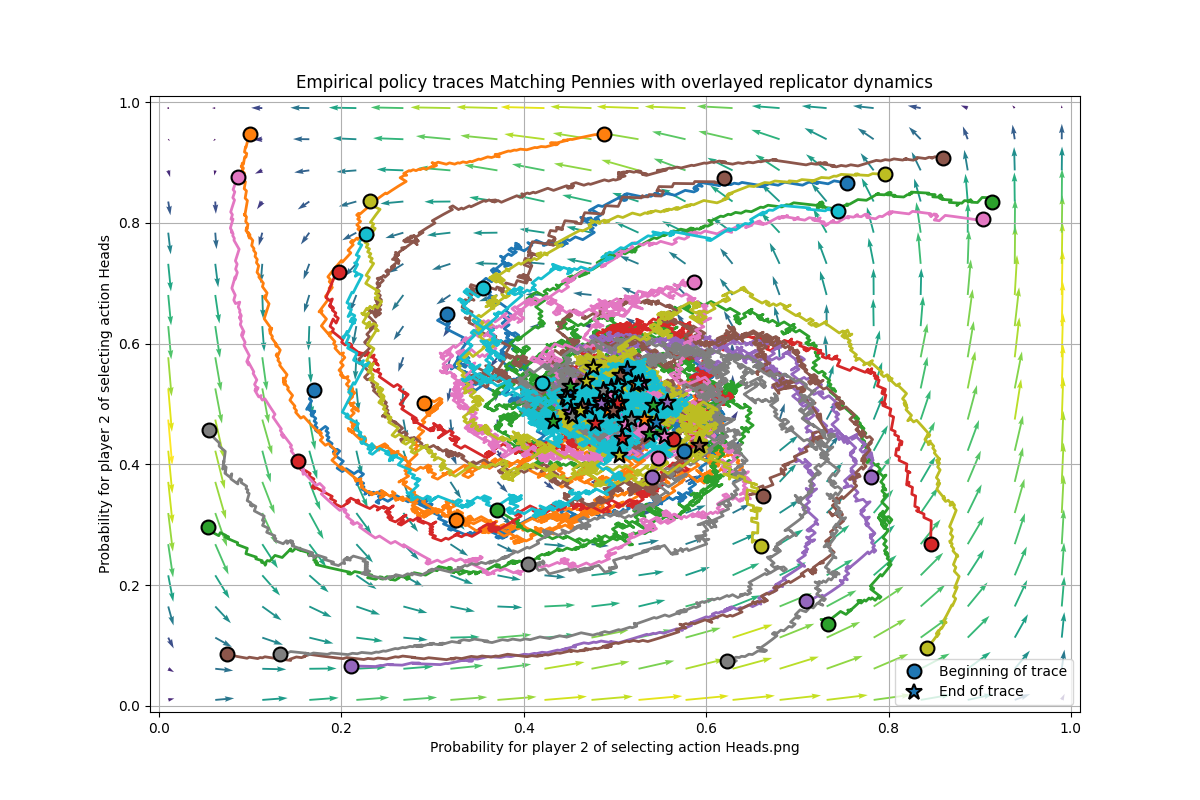 Empirical policy traces Matching Pennies with overlayed replicator dynamics
Probability for player 2 of selecting action Heads
1.0
0.8
0.6
0.4
0.2
0.0
0.0
0.2
0.4
0.6
0.8
1.0
Probability for player 2 of selecting action Heads.png
Beginning of trace
End of trace